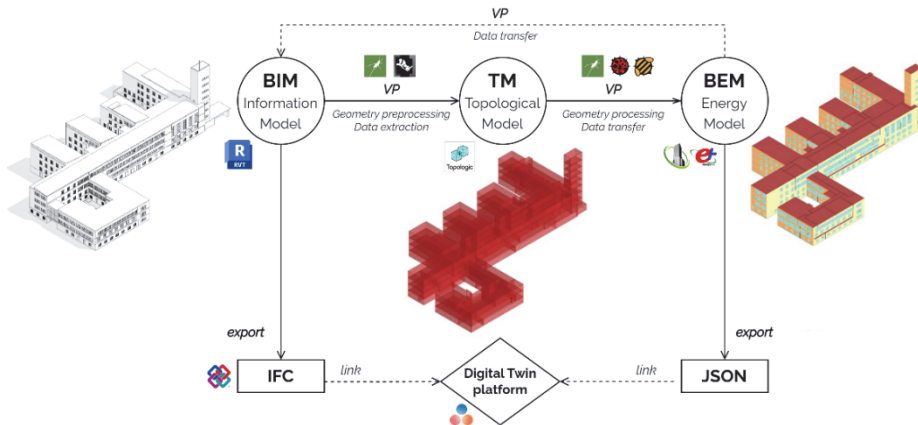 VP
Data transfer
BIM
Information
Model
VP
Geometry preprocessing
Data extraction
TM
Topological
Model
VP
Geometry processing
Data transfer
BEM
Energy
Model
R
RVT
Topologic
export
export
IFC
link
Digital Twin
platform
link
JSON